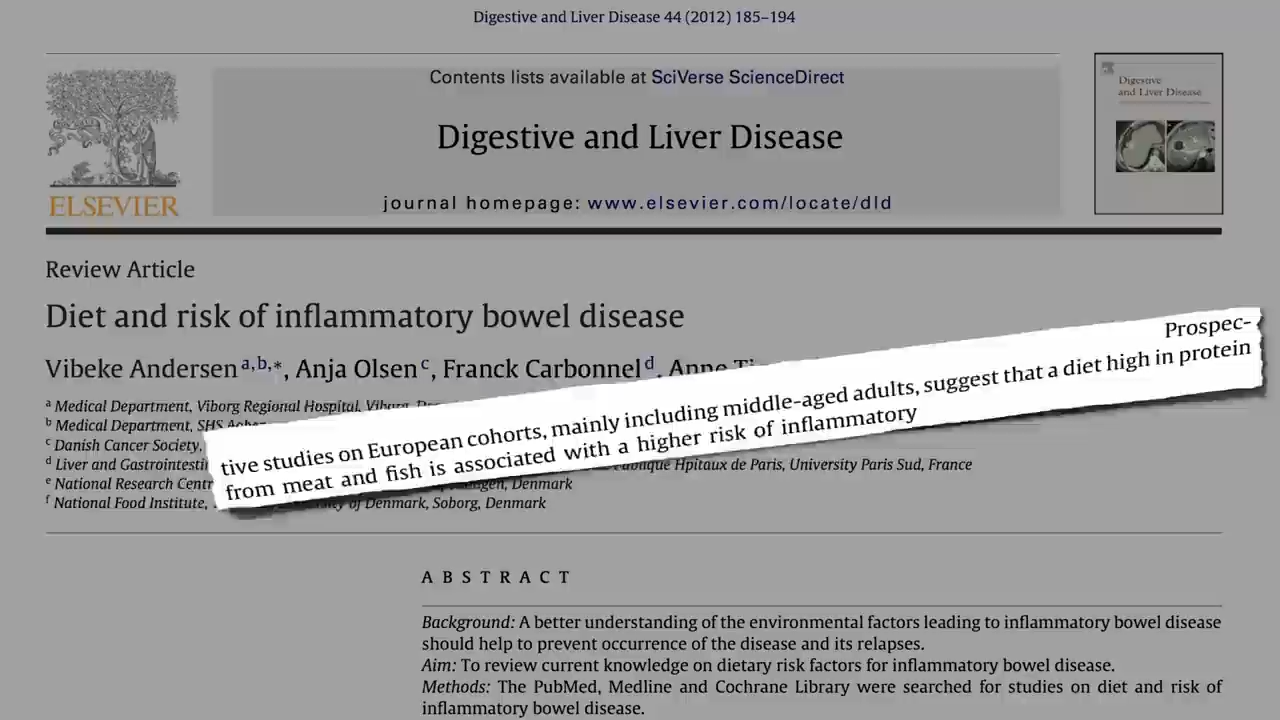 Digestive and Liver Disease 44 (2012) 185–194
Contents lists available at SciVerse ScienceDirect
Digestive and Liver Disease
journal homepage: www.elsevier.com/locate/dld
ELSEVIER
Digestive
and Liver Disease
Review Article
Diet and risk of inflammatory bowel disease
Vibeke Andersen a,b,*, Anja Olsen c, Franck Carbonnel d, Anne
a Medical Department, Viborg Regional Hospital, Viborg,
b Medical Department, SHS
c Danish Cancer Society,
d Liver and Hpitaux de Paris, University Paris Sud, France
e National Research Denmark
f National Food Institute, of Denmark, Soborg, Denmark
Prospec-
tive studies on European cohorts, mainly including middle-aged adults, suggest that a diet high in protein
from meat and fish is associated with a higher risk of inflammatory
ABSTRACT
Background: A better understanding of the environmental factors leading to inflammatory bowel disease
should help to prevent occurrence of the disease and its relapses.
Aim: To review current knowledge on dietary risk factors for inflammatory bowel disease.
Methods: The PubMed, Medline and Cochrane Library were searched for studies on diet and risk of
inflammatory bowel disease.